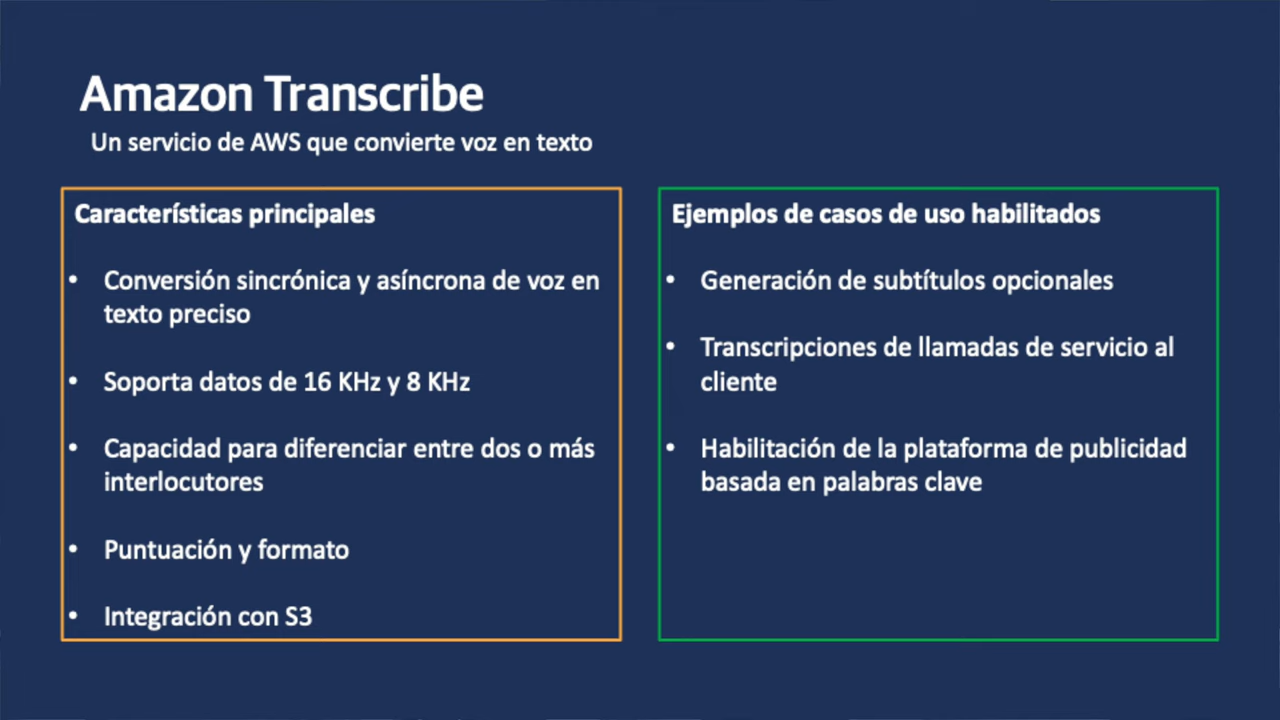 Amazon Transcribe
Un servicio de AWS que convierte voz en texto
Características principales
• Conversión sincrónica y asíncrona de voz en
texto preciso
• Soporta datos de 16 KHz y 8 KHz
• Capacidad para diferenciar entre dos o más
interlocutores
• Puntuación y formato
• Integración con S3
Ejemplos de casos de uso habilitados
• Generación de subtítulos opcionales
• Transcripciones de llamadas de servicio al
cliente
• Habilitación de la plataforma de publicidad
basada en palabras clave